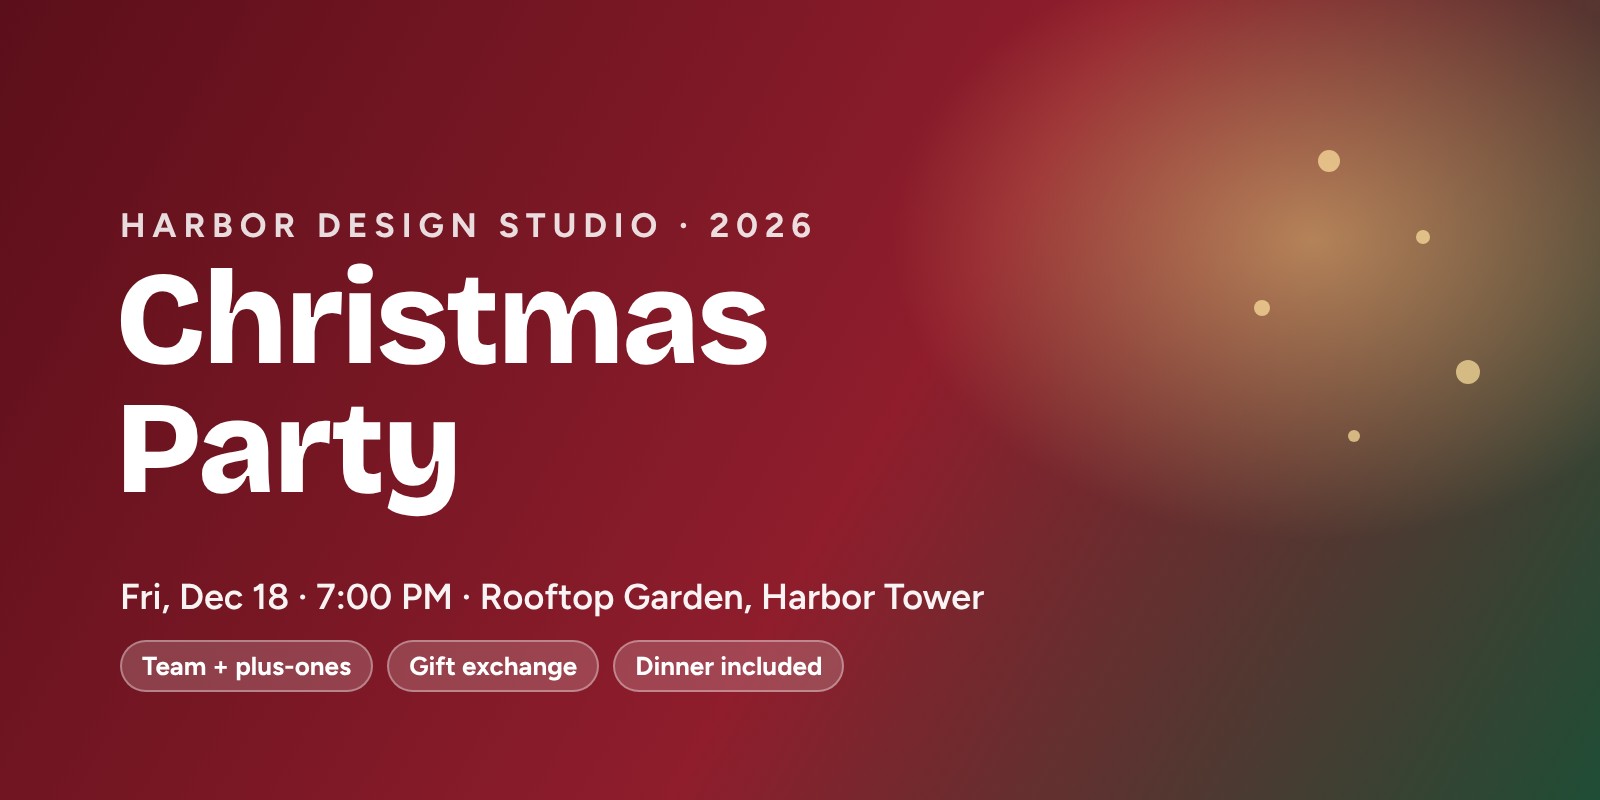 HARBOR DESIGN STUDIO · 2026
Christmas
Party
Fri, Dec 18 · 7:00 PM · Rooftop Garden, Harbor Tower
Team + plus-ones Gift exchange Dinner included